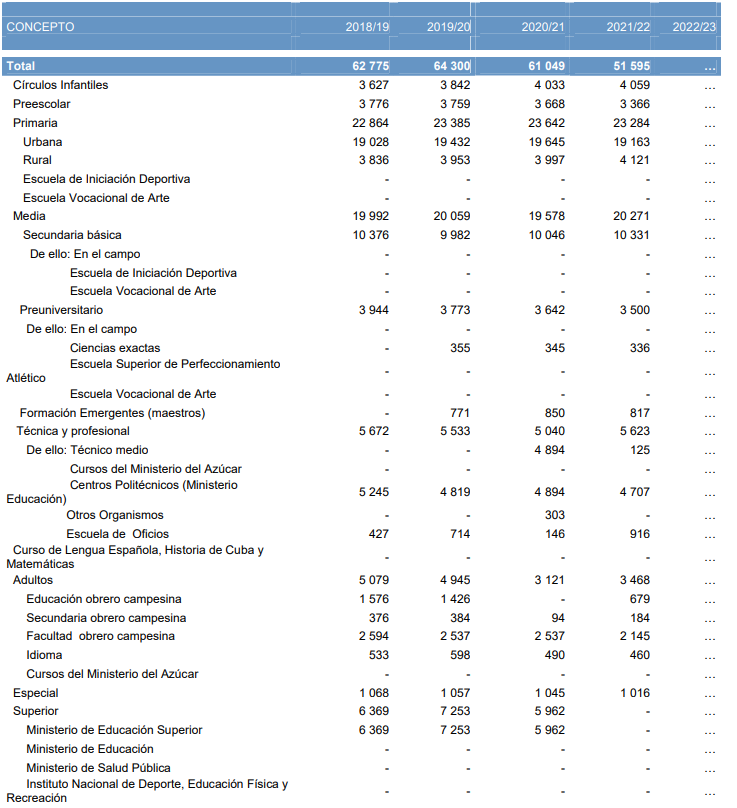 CONCEPTO 2018/19 2019/20 2020/21 2021/22 2022/23
Total 62 775 64 300 61 049 51 595 ...
Círculos Infantiles 3 627 3 842 4 033 4 059 ...
Preescolar 3 776 3 759 3 668 3 366 ...
Primaria 22 864 23 385 23 642 23 284 ...
Urbana 19 028 19 432 19 645 19 163 ...
Rural 3 836 3 953 3 997 4 121 ...
Escuela de Iniciación Deportiva - - - - ...
Escuela Vocacional de Arte - - - - ...
Media 19 992 20 059 19 578 20 271 ...
Secundaria básica 10 376 9 982 10 046 10 331 ...
De ello: En el campo - - - - ...
Escuela de Iniciación Deportiva - - - - ...
Escuela Vocacional de Arte - - - - ...
Preuniversitario 3 944 3 773 3 642 3 500 ...
De ello: En el campo - - - - ...
Ciencias exactas - 355 345 336 ...
Escuela Superior de Perfeccionamiento
Atlético - - - - ...
Escuela Vocacional de Arte - - - - ...
Formación Emergentes (maestros) - 771 850 817 ...
Técnica y profesional 5 672 5 533 5 040 5 623 ...
De ello: Técnico medio - - 4 894 125 ...
Cursos del Ministerio del Azúcar - - - - ...
Centros Politécnicos (Ministerio
Educación) 5 245 4 819 4 894 4 707 ...
Otros Organismos - - 303 - ...
Escuela de Oficios 427 714 146 916 ...
Curso de Lengua Española, Historia de Cuba y
Matemáticas - - - - ...
Adultos 5 079 4 945 3 121 3 468 ...
Educación obrero campesina 1 576 1 426 - 679 ...
Secundaria obrero campesina 376 384 94 184 ...
Facultad obrero campesina 2 594 2 537 2 537 2 145 ...
Idioma 533 598 490 460 ...
Cursos del Ministerio del Azúcar - - - - ...
Especial 1 068 1 057 1 045 1 016 ...
Superior 6 369 7 253 5 962 - ...
Ministerio de Educación Superior 6 369 7 253 5 962 - ...
Ministerio de Educación - - - - ...
Ministerio de Salud Pública - - - - ...
Instituto Nacional de Deporte, Educación Física y
Recreación - - - - ...